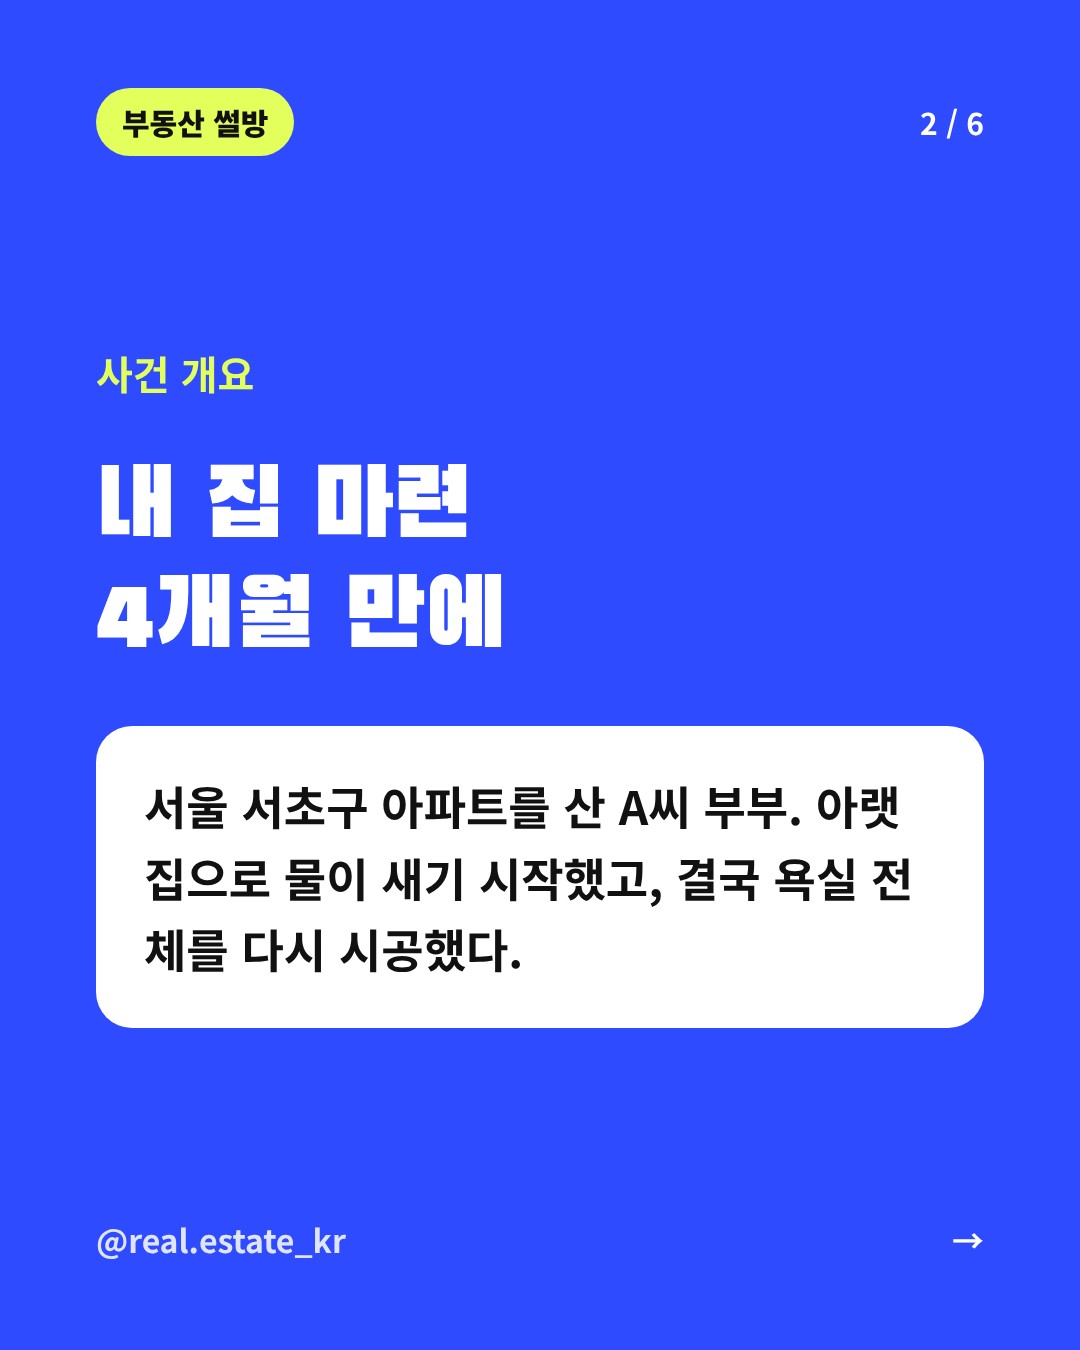 부동산 썰방
2 / 6
사건 개요
내 집 마련
4개월 만에
서울 서초구 아파트를 산 A씨 부부. 아랫
집으로 물이 새기 시작했고, 결국 욕실 전
체를 다시 시공했다.
@real.estate_kr
→